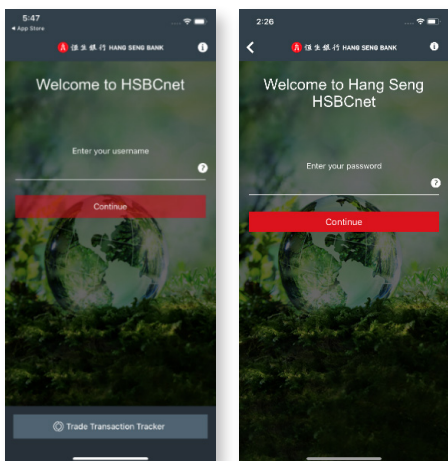 5:47
App Store
恒生銀行 HANG SENG BANK
Welcome to HSBCnet
Enter your username
Continue
Trade Transaction Tracker
2:26
恒生銀行 HANG SENG BANK
Welcome to Hang Seng
HSBCnet
Enter your password
Continue